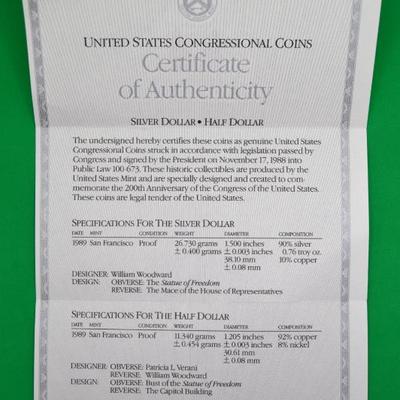 UNITED STATES CONGRESSIONAL COINS
Certificate
of Authenticity
SILVER DOLLAR • HALF DOLLAR
The undersigned hereby certifies these coins as genuine United States
Congressional Coins struck in accordance with legislation passed by
Congress and signed by the President on November 17, 1988 into
Public Law 100-673. These historic collectibles are produced by the
United States Mint and are specially designed and created to com-
memorate the 200th Anniversary of the Congress of the United States.
These coins are legal tender of the United States.
SPECIFICATIONS FOR THE SILVER DOLLAR
DATE MINT CONDITION WEIGHT DIAMETER COMPOSITION
1989 San Francisco Proof 26.730 grams 1.500 inches 90% silver
± 0.400 grams ± 0.003 inches 0.76 troy oz.
38.10 mm 10% copper
± 0.08 mm
DESIGNER: William Woodward
DESIGN: OBVERSE: The Statue of Freedom
REVERSE: The Mace of the House of Representatives
SPECIFICATIONS FOR THE HALF DOLLAR
DATE MINT CONDITION WEIGHT DIAMETER COMPOSITION
1989 San Francisco Proof 11.340 grams 1.205 inches 92% copper
± 0.454 grams ± 0.003 inches 8% nickel
30.61 mm
± 0.08 mm
DESIGNER: OBVERSE: Patricia L. Verani
REVERSE: William Woodward
DESIGN: OBVERSE: Bust of the Statue of Freedom
REVERSE: The Capitol Building